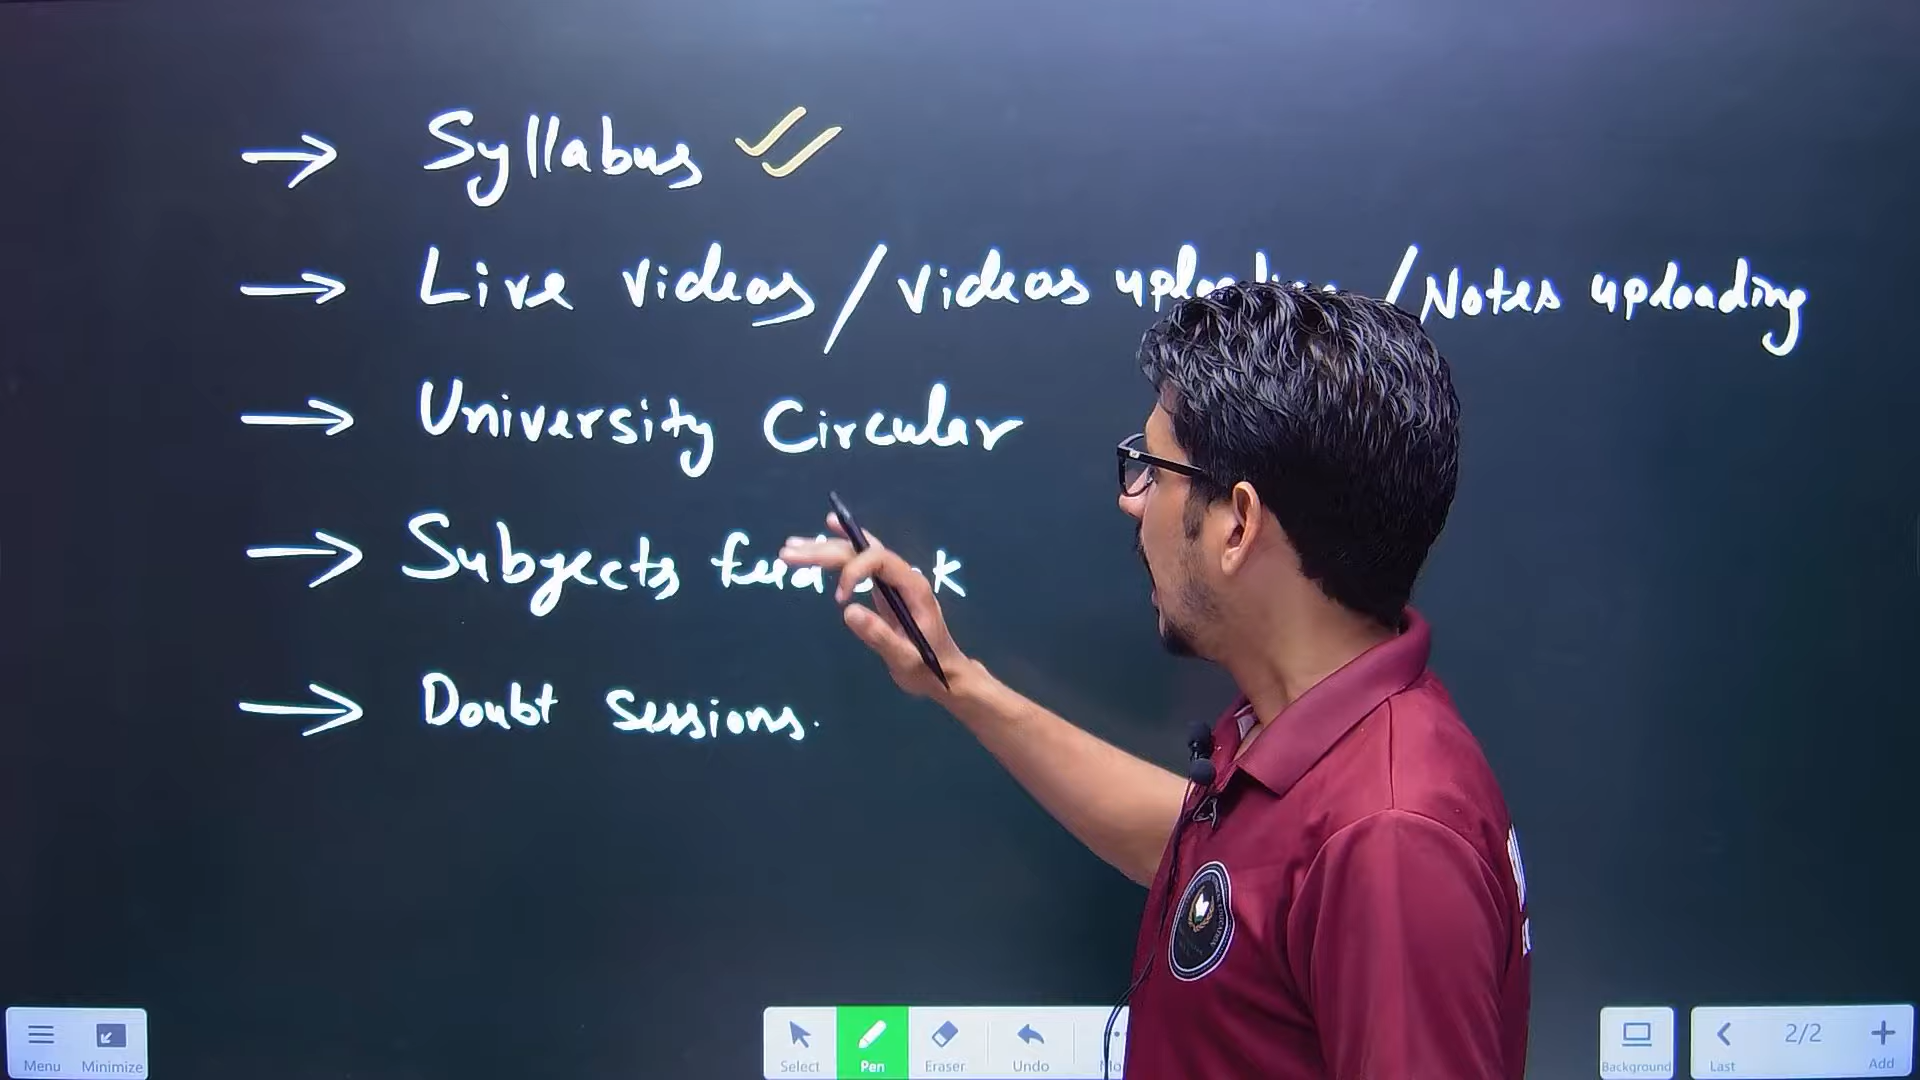 → Syllabus ✓✓
→ Live videos / videos / Notes uploading
→ University Circular
→ Subjects
→ Doubt sessions.
Menu Minimize Select Pen Eraser Undo Background Last 2/2 Add